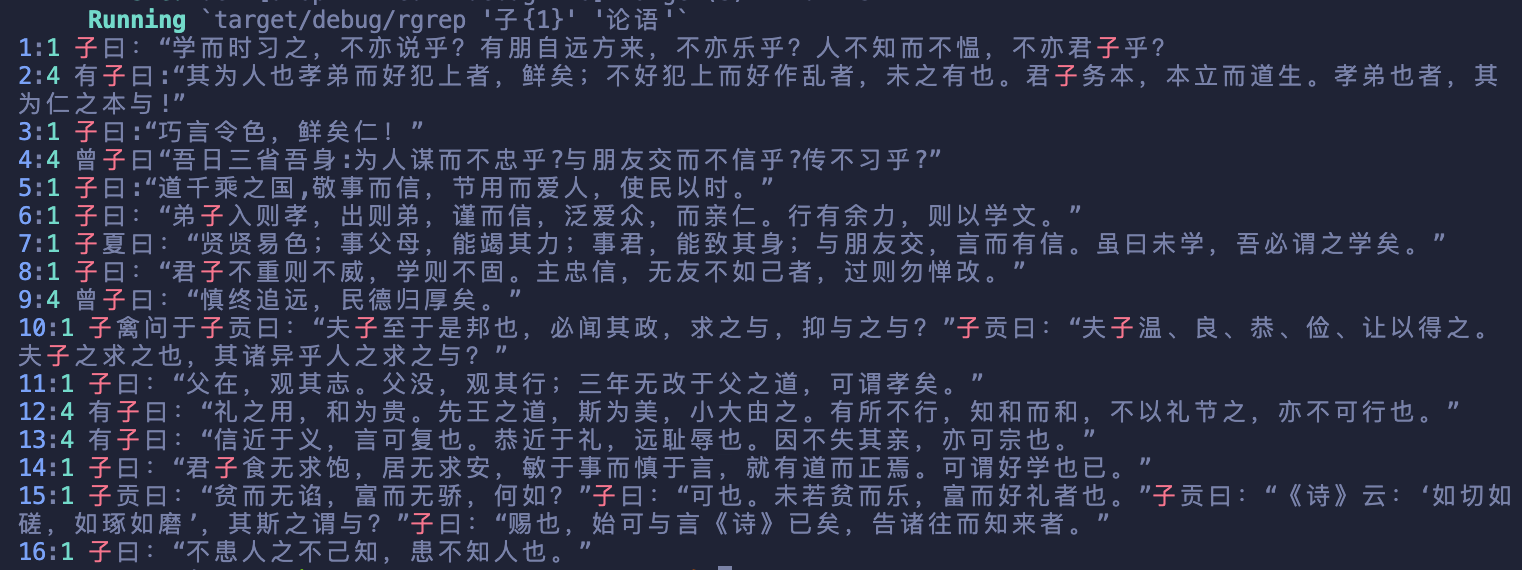 Running `target/debug/rgrep '子{1}' '论语'`
1:1 子曰：“学而时习之，不亦说乎？有朋自远方来，不亦乐乎？人不知而不愠，不亦君子乎？
2:4 有子曰:“其为人也孝弟而好犯上者，鲜矣；不好犯上而好作乱者，未之有也。君子务本，本立而道生。孝弟也者，其
为仁之本与!”
3:1 子曰:“巧言令色，鲜矣仁！”
4:4 曾子曰“吾日三省吾身:为人谋而不忠乎?与朋友交而不信乎?传不习乎?”
5:1 子曰:“道千乘之国,敬事而信，节用而爱人，使民以时。”
6:1 子曰：“弟子入则孝，出则弟，谨而信，泛爱众，而亲仁。行有余力，则以学文。”
7:1 子夏曰：“贤贤易色；事父母，能竭其力；事君，能致其身；与朋友交，言而有信。虽曰未学，吾必谓之学矣。”
8:1 子曰：“君子不重则不威，学则不固。主忠信，无友不如己者，过则勿惮改。”
9:4 曾子曰：“慎终追远，民德归厚矣。”
10:1 子禽问于子贡曰：“夫子至于是邦也，必闻其政，求之与，抑与之与？”子贡曰：“夫子温、良、恭、俭、让以得之。
夫子之求之也，其诸异乎人之求之与？”
11:1 子曰：“父在，观其志。父没，观其行；三年无改于父之道，可谓孝矣。”
12:4 有子曰：“礼之用，和为贵。先王之道，斯为美，小大由之。有所不行，知和而和，不以礼节之，亦不可行也。”
13:4 有子曰：“信近于义，言可复也。恭近于礼，远耻辱也。因不失其亲，亦可宗也。”
14:1 子曰：“君子食无求饱，居无求安，敏于事而慎于言，就有道而正焉。可谓好学也已。”
15:1 子贡曰：“贫而无谄，富而无骄，何如？”子曰：“可也。未若贫而乐，富而好礼者也。”子贡曰：“《诗》云：‘如切如
磋，如琢如磨’，其斯之谓与？”子曰：“赐也，始可与言《诗》已矣，告诸往而知来者。”
16:1 子曰：“不患人之不己知，患不知人也。”